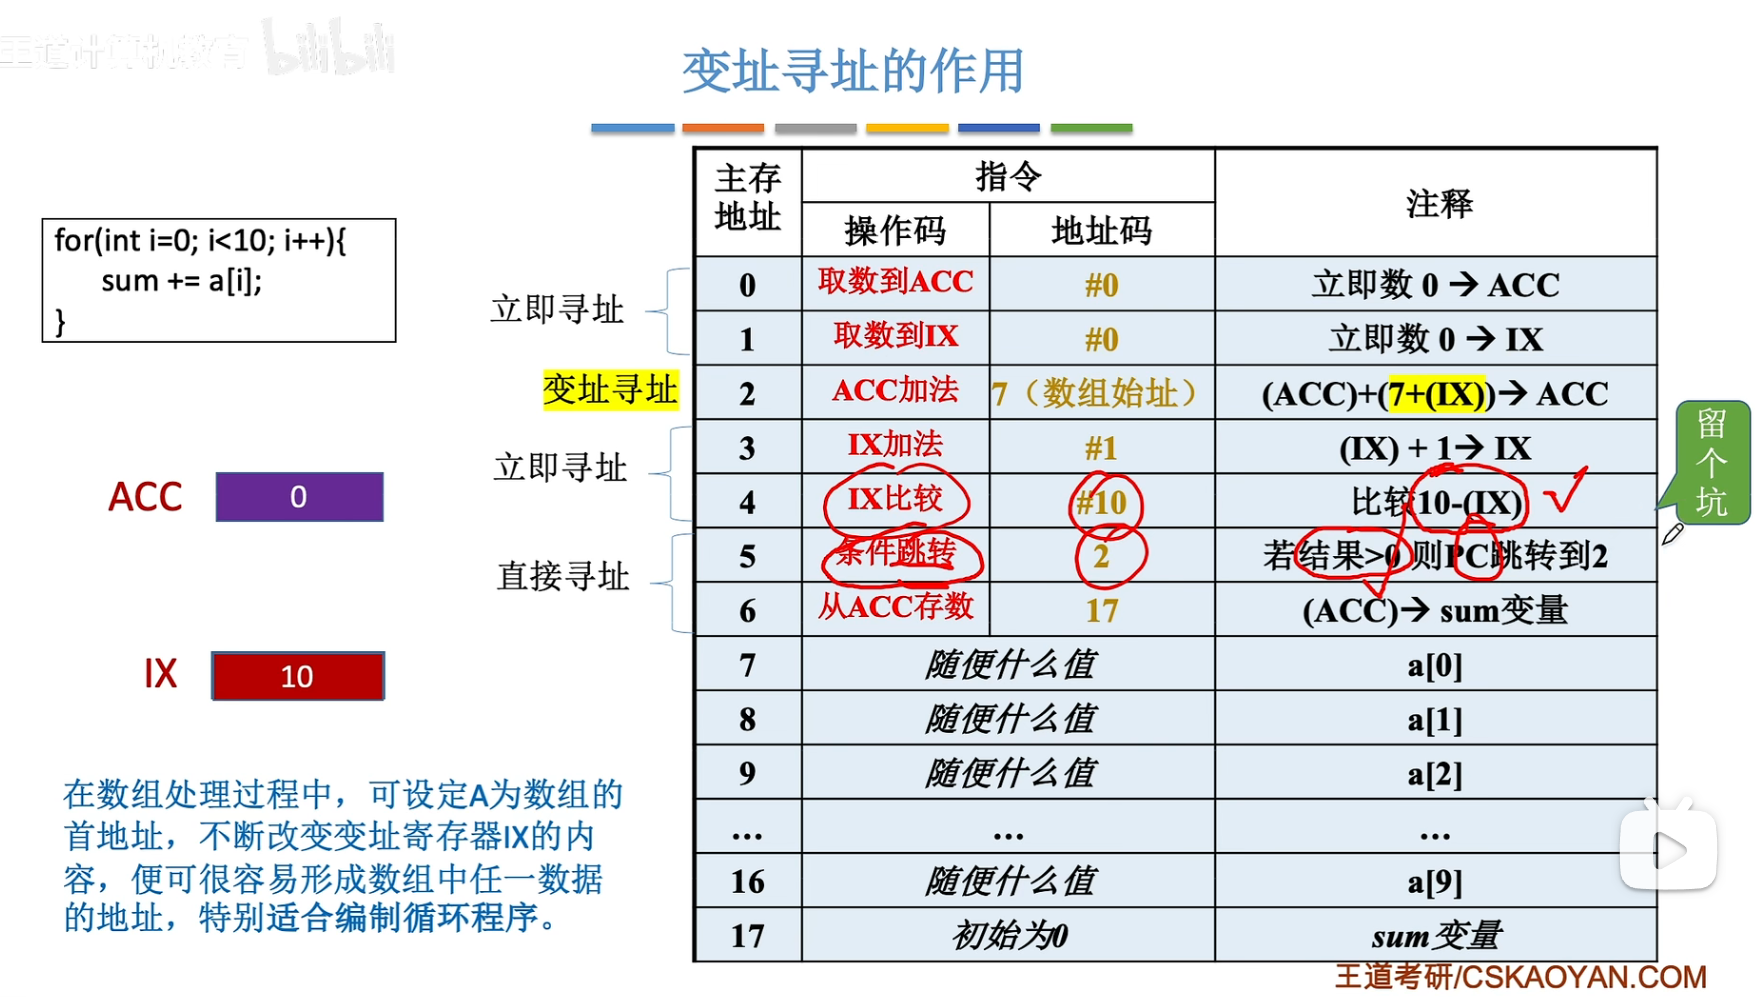 王道计算机教育 bilibili
变址寻址的作用
for(int i=0; i<10; i++){
sum += a[i];
}
ACC 0
IX 10
在数组处理过程中，可设定A为数组的
首地址，不断改变变址寄存器IX的内
容，便可很容易形成数组中任一数据
的地址，特别适合编制循环程序。
立即寻址
变址寻址
立即寻址
直接寻址
主存地址 指令 注释
操作码 地址码
0 取数到ACC #0 立即数 0 → ACC
1 取数到IX #0 立即数 0 → IX
2 ACC加法 7（数组始址） (ACC)+(7+(IX))→ ACC
3 IX加法 #1 (IX) + 1→ IX
4 IX比较 #10 比较10-(IX)
5 条件跳转 2 若结果>0 则PC跳转到2
6 从ACC存数 17 (ACC)→ sum变量
7 随便什么值 a[0]
8 随便什么值 a[1]
9 随便什么值 a[2]
... ... ...
16 随便什么值 a[9]
17 初始为0 sum变量
留个坑
王道考研/CSKAOYAN.COM